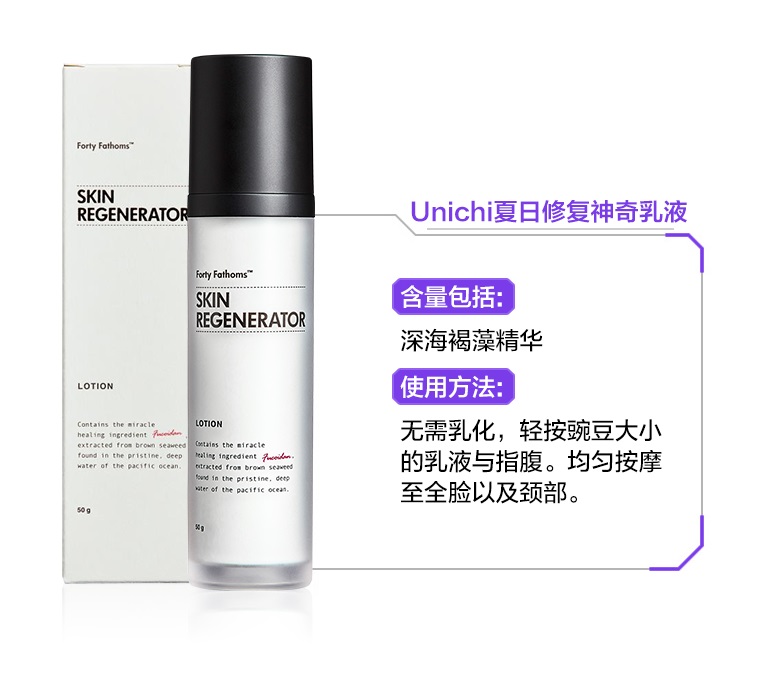 Forty Fathoms™
SKIN
REGENERATOR
LOTION
Contains the miracle
healing ingredient Fucoidan,
extracted from brown seaweed
found in the pristine, deep
water of the pacific ocean.
50 g
Forty Fathoms™
SKIN
REGENERATOR
LOTION
Contains the miracle
healing ingredient Fucoidan,
extracted from brown seaweed
found in the pristine, deep
water of the pacific ocean.
50 g
Unichi夏日修复神奇乳液
含量包括:
深海褐藻精华
使用方法:
无需乳化，轻按豌豆大小
的乳液与指腹。均匀按摩
至全脸以及颈部。